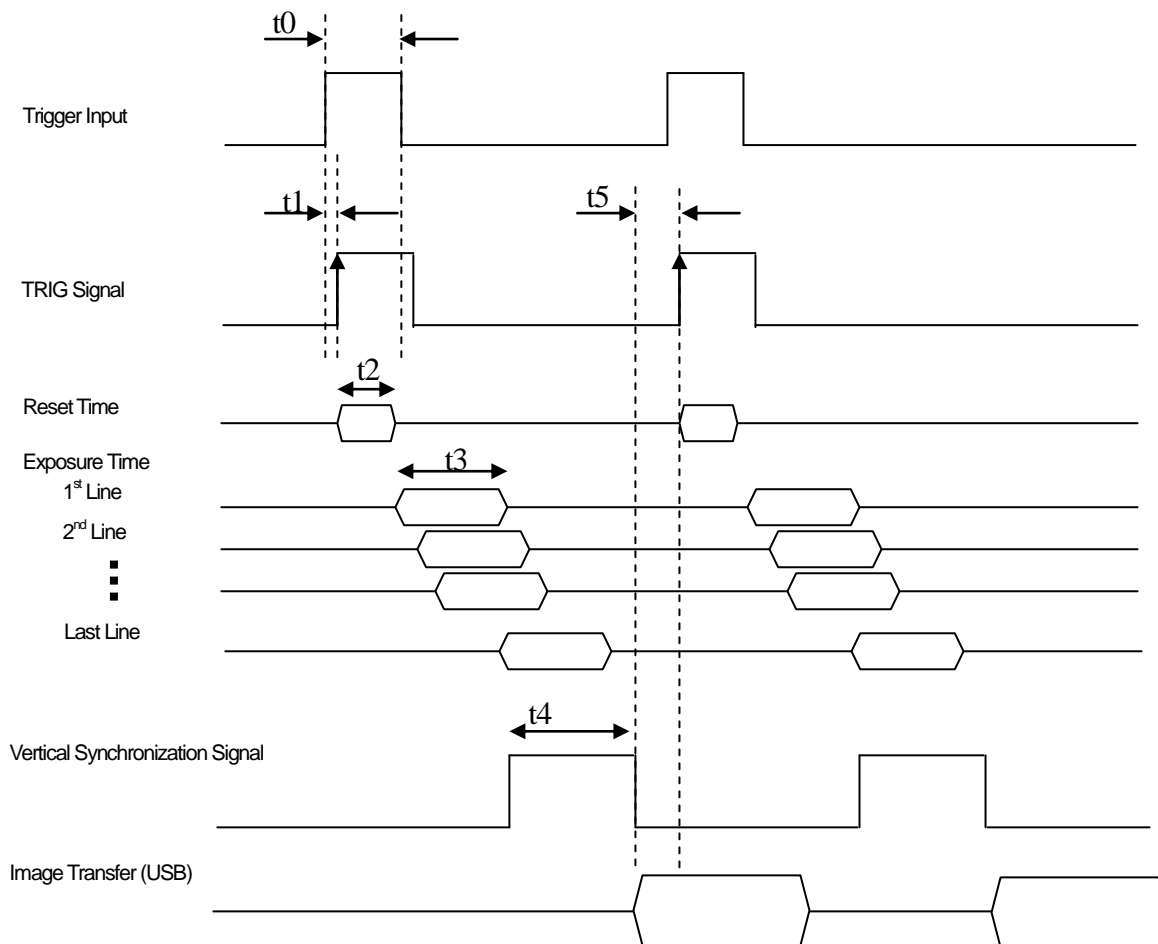 t0
Trigger Input
t1
t5
TRIG Signal
t2
Reset Time
Exposure Time
t3
1st Line
2nd Line
Last Line
t4
Vertical Synchronization Signal
Image Transfer (USB)